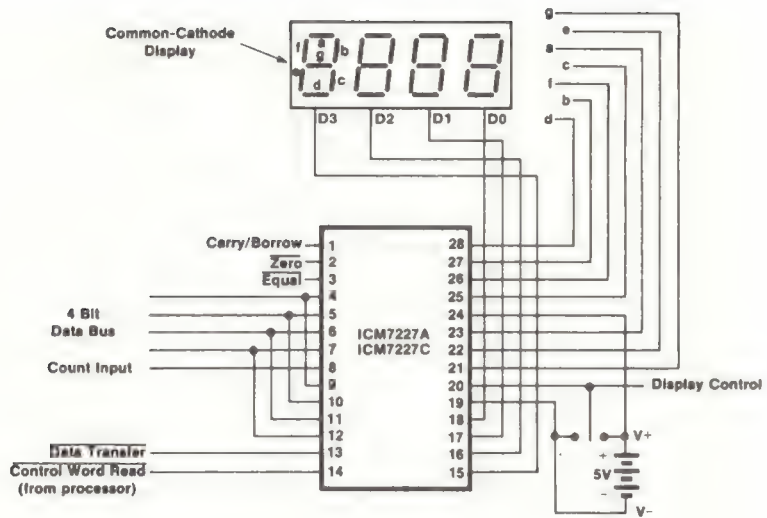 Common-Cathode
Display
f
a
b
g
d
c
D3 D2 D1 D0
g
e
a
c
f
b
d
Carry/Borrow
Zero
Equal
4 Bit
Data Bus
Count Input
Data Transfer
Control Word Read
(from processor)
1
2
3
4
5
6
7
8
9
10
11
12
13
14
ICM7227A
ICM7227C
28
27
26
25
24
23
22
21
20
19
18
17
16
15
Display Control
V+
+
5V
-
V-